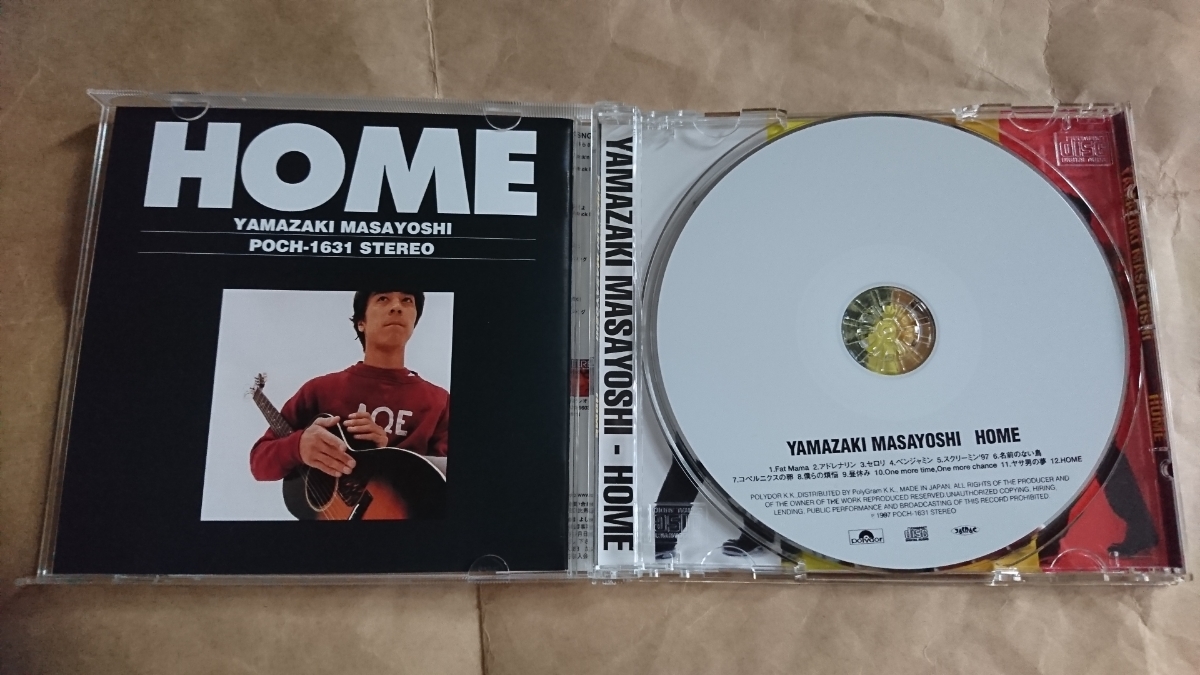 HOME
YAMAZAKI MASAYOSHI
POCH-1631 STEREO
AQE
YAMAZAKI MASAYOSHI - HOME
YAMAZAKI MASAYOSHI HOME
1.Fat Mama 2.アドレナリン 3.セロリ 4.ベンジャミン 5.スクリーミン'97 6.名前のない鳥
7.コペルニクスの卵 8.僕らの煩悩 9.昼休み 10.One more time,One more chance 11.ヤサ男の夢 12.HOME
POLYDOR K.K. DISTRIBUTED BY PolyGram K.K., MADE IN JAPAN. ALL RIGHTS OF THE PRODUCER AND
OF THE OWNER OF THE WORK REPRODUCED RESERVED. UNAUTHORIZED COPYING, HIRING,
LENDING, PUBLIC PERFORMANCE AND BROADCASTING OF THIS RECORD PROHIBITED.
℗ 1997 POCH-1631 STEREO
polydor
YAMAZAKI MASAYOSHI HOME